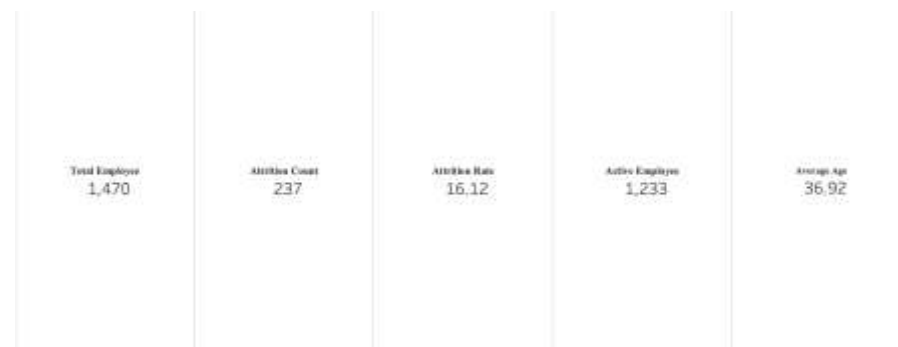 Total Employee
1,470
Attrition Count
237
Attrition Rate
16.12
Active Employee
1,233
Average Age
36.92